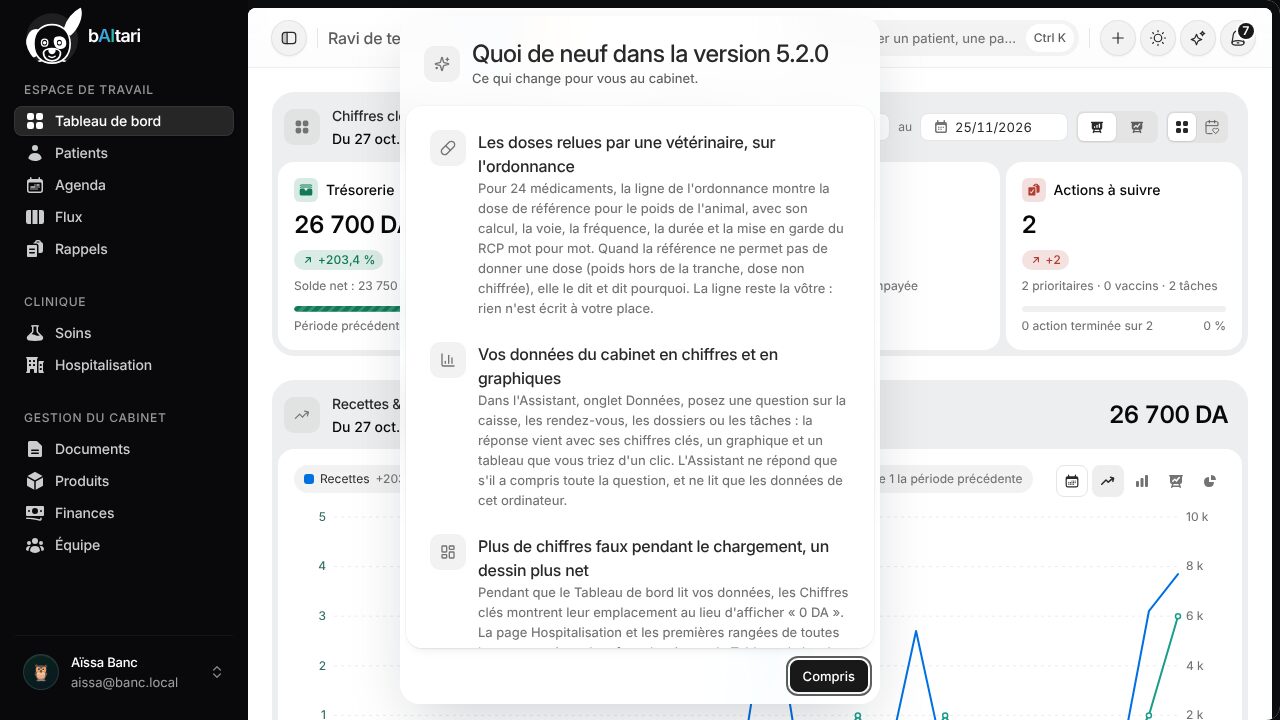 bAltari
ESPACE DE TRAVAIL
Tableau de bord
Patients
Agenda
Flux
Rappels
CLINIQUE
Soins
Hospitalisation
GESTION DU CABINET
Documents
Produits
Finances
Équipe
Aïssa Banc
aissa@banc.local
Ravi de te
er un patient, une pa...
Ctrl K
7
Chiffres clé
Du 27 oct.
au
25/11/2026
Trésorerie
26 700 DA
+203,4 %
Solde net : 23 750
Période précédent
payée
Actions à suivre
2
+2
2 prioritaires · 0 vaccins · 2 tâches
0 action terminée sur 2
0 %
Recettes &
Du 27 oct.
26 700 DA
Recettes
+20
1 la période précédente
5
4
3
2
1
10 k
8 k
6 k
4 k
2 k
Quoi de neuf dans la version 5.2.0
Ce qui change pour vous au cabinet.
Les doses relues par une vétérinaire, sur
l'ordonnance
Pour 24 médicaments, la ligne de l'ordonnance montre la
dose de référence pour le poids de l'animal, avec son
calcul, la voie, la fréquence, la durée et la mise en garde du
RCP mot pour mot. Quand la référence ne permet pas de
donner une dose (poids hors de la tranche, dose non
chiffrée), elle le dit et dit pourquoi. La ligne reste la vôtre :
rien n'est écrit à votre place.
Vos données du cabinet en chiffres et en
graphiques
Dans l'Assistant, onglet Données, posez une question sur la
caisse, les rendez-vous, les dossiers ou les tâches : la
réponse vient avec ses chiffres clés, un graphique et un
tableau que vous triez d'un clic. L'Assistant ne répond que
s'il a compris toute la question, et ne lit que les données de
cet ordinateur.
Plus de chiffres faux pendant le chargement, un
dessin plus net
Pendant que le Tableau de bord lit vos données, les Chiffres
clés montrent leur emplacement au lieu d'afficher « 0 DA ».
La page Hospitalisation et les premières rangées de toutes
Compris